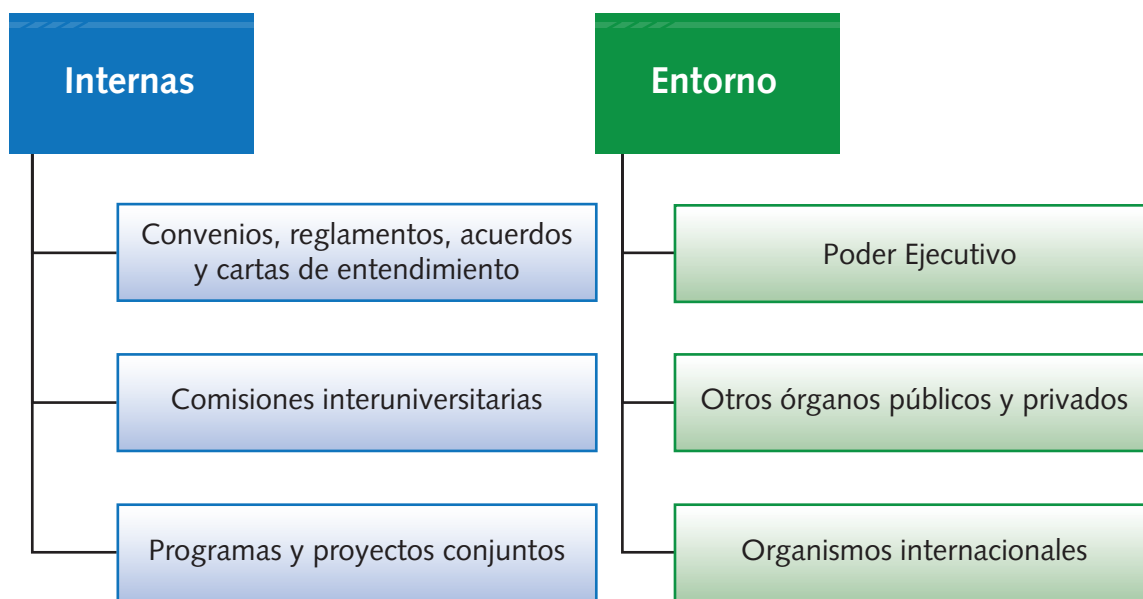 Internas
Convenios, reglamentos, acuerdos
y cartas de entendimiento
Comisiones interuniversitarias
Programas y proyectos conjuntos
Entorno
Poder Ejecutivo
Otros órganos públicos y privados
Organismos internacionales